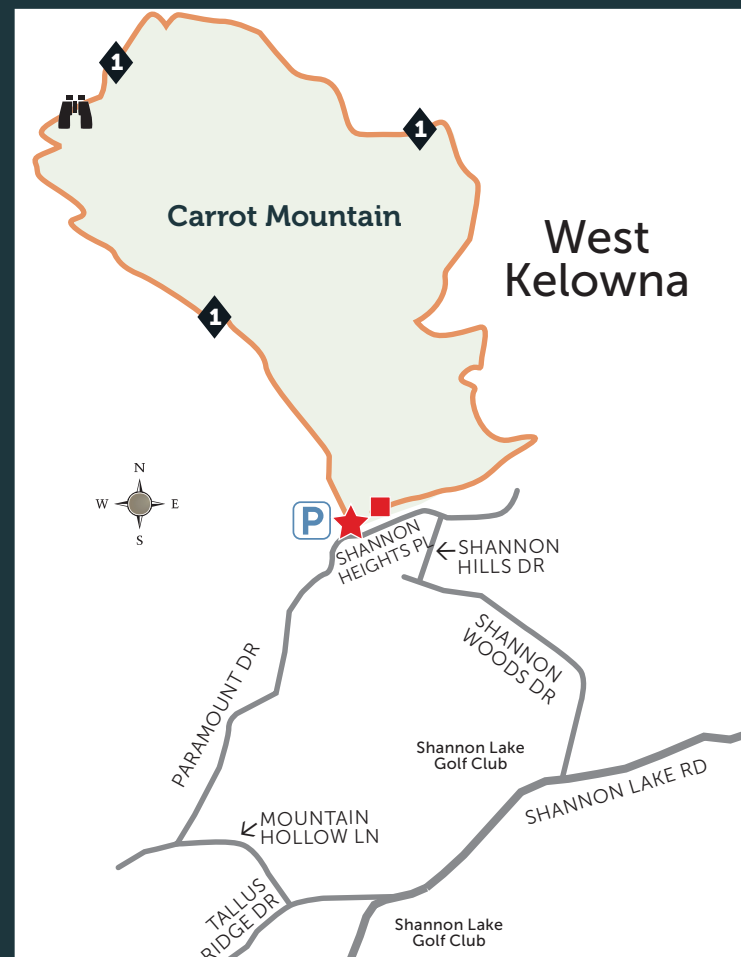 1
1
Carrot Mountain
West
Kelowna
1
N
W
E
S
P
SHANNON
HEIGHTS PL
SHANNON
HILLS DR
SHANNON
WOODS DR
PARAMOUNT DR
Shannon Lake
Golf Club
SHANNON LAKE RD
MOUNTAIN
HOLLOW LN
TALLUS
RIDGE DR
Shannon Lake
Golf Club